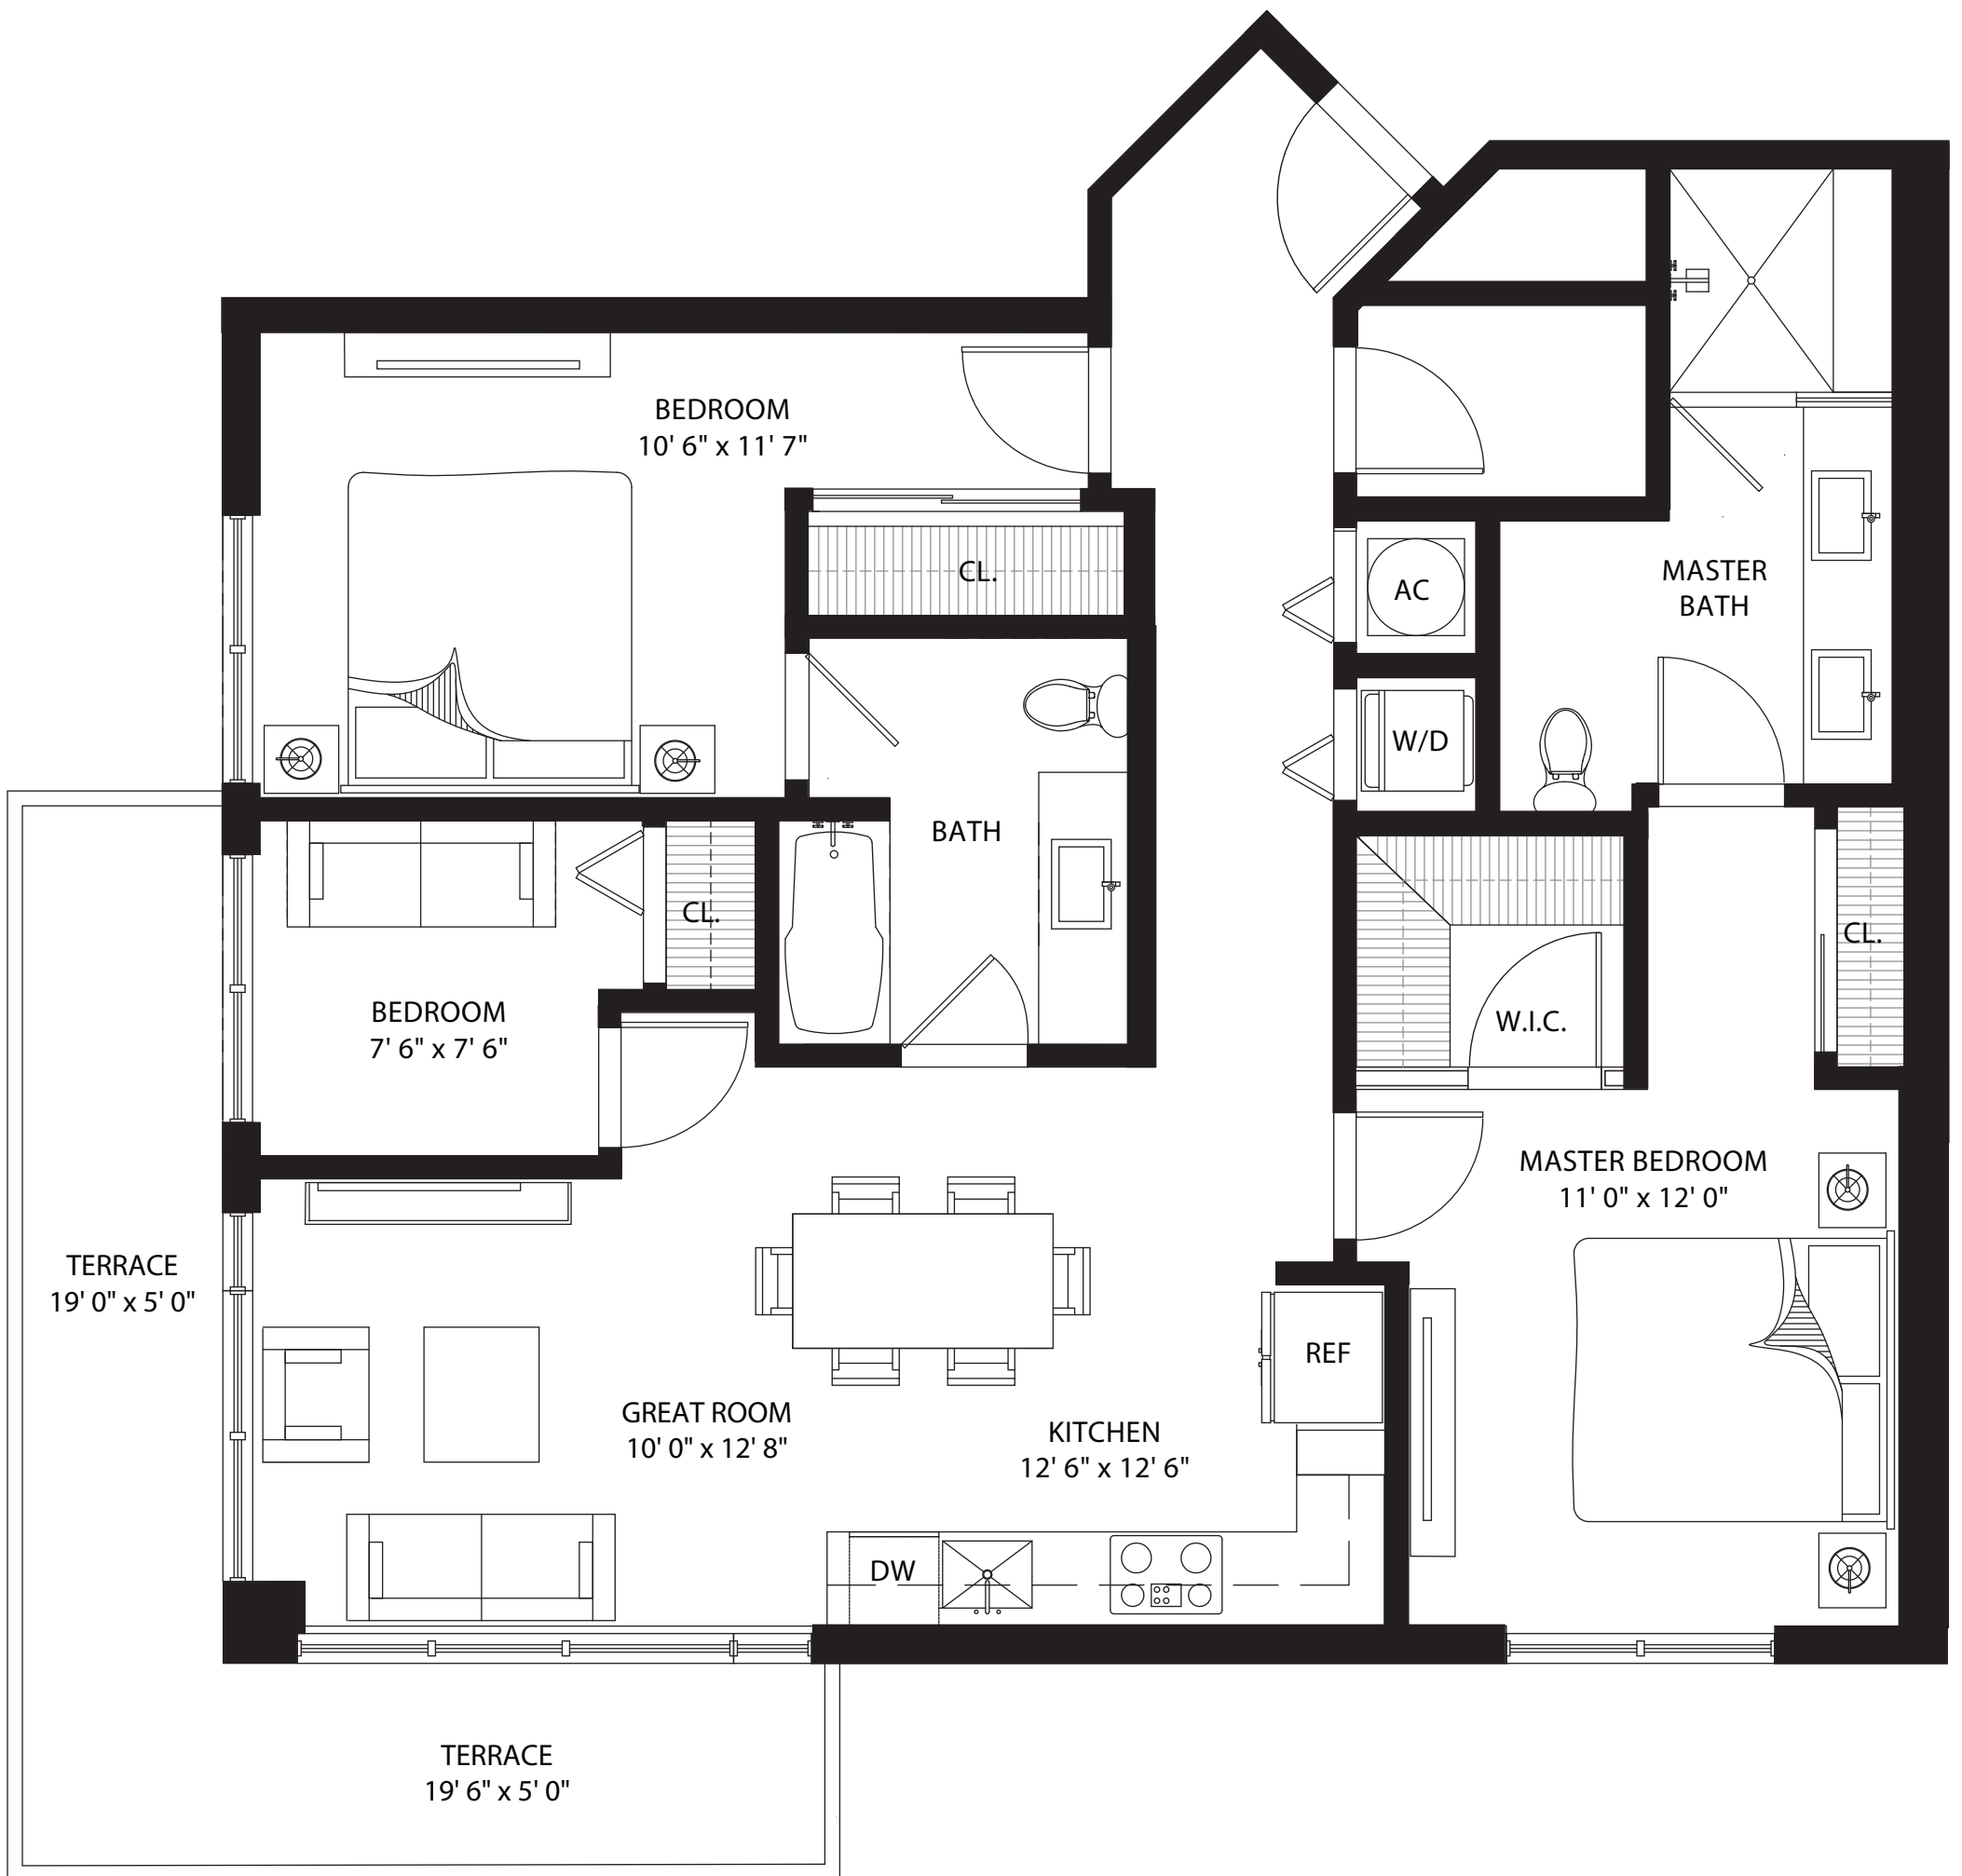 BEDROOM
10' 6" x 11' 7"
CL.
AC
MASTER
BATH
W/D
BATH
CL.
CL.
BEDROOM
7' 6" x 7' 6"
W.I.C.
MASTER BEDROOM
11' 0" x 12' 0"
TERRACE
19' 0" x 5' 0"
REF
GREAT ROOM
10' 0" x 12' 8"
KITCHEN
12' 6" x 12' 6"
DW
TERRACE
19' 6" x 5' 0"